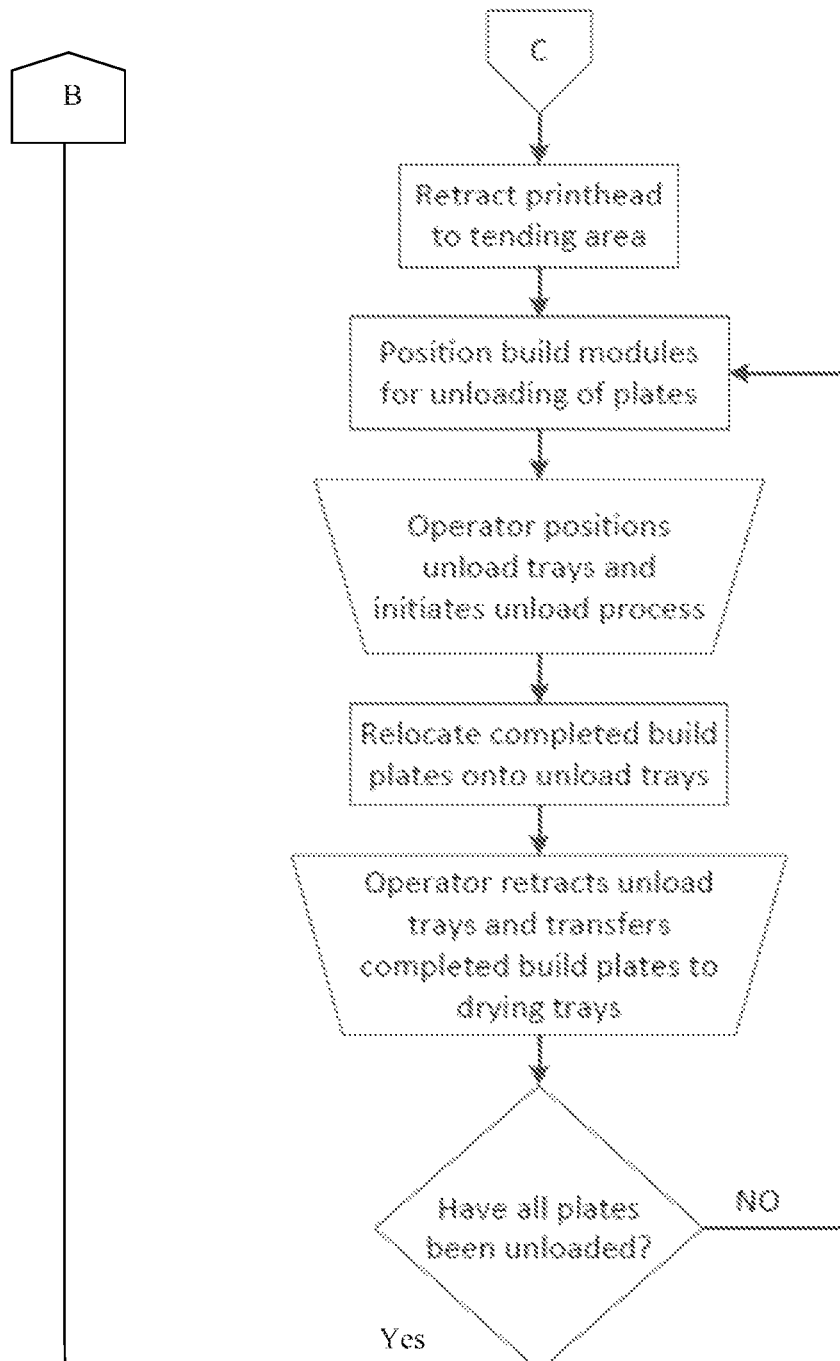 B
C
Retract printhead
to tending area
Position build modules
for unloading of plates
Operator positions
unload trays and
initiates unload process
Relocate completed build
plates onto unload trays
Operator retracts unload
trays and transfers
completed build plates to
drying trays
Have all plates
been unloaded?
NO
Yes